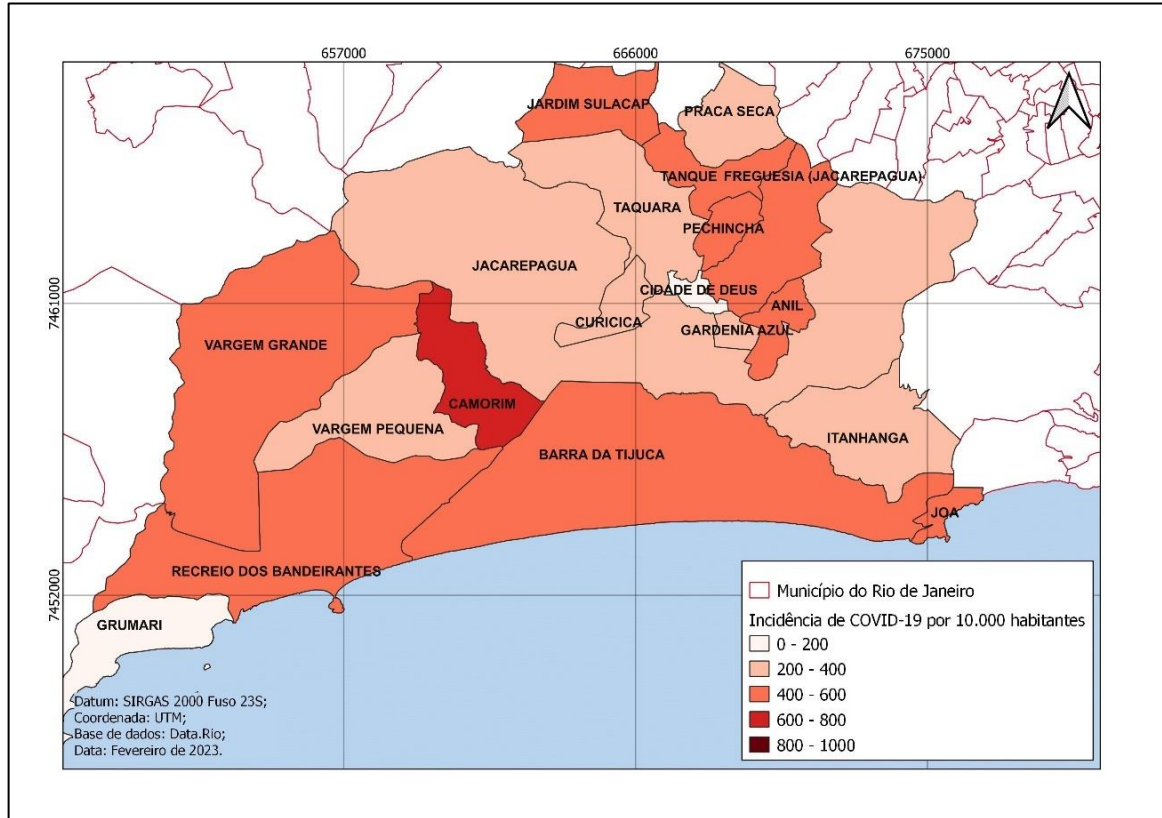 657000
666000
675000
JARDIM SULACAP
PRACA SECA
TANQUE
FREGUESIA (JACAREPAGUA)
TAQUARA
PECHINCHA
JACAREPAGUA
CIDADE DE DEUS
7461000
ANIL
CURICICA
GARDENIA AZUL
VARGEM GRANDE
CAMORIM
VARGEM PEQUENA
ITANHANGA
BARRA DA TIJUCA
JOA
RECREIO DOS BANDEIRANTES
7452000
GRUMARI
Município do Rio de Janeiro
Incidência de COVID-19 por 10.000 habitantes
0 - 200
200 - 400
400 - 600
600 - 800
800 - 1000
Datum: SIRGAS 2000 Fuso 23S;
Coordenada: UTM;
Base de dados: Data.Rio;
Data: Fevereiro de 2023.